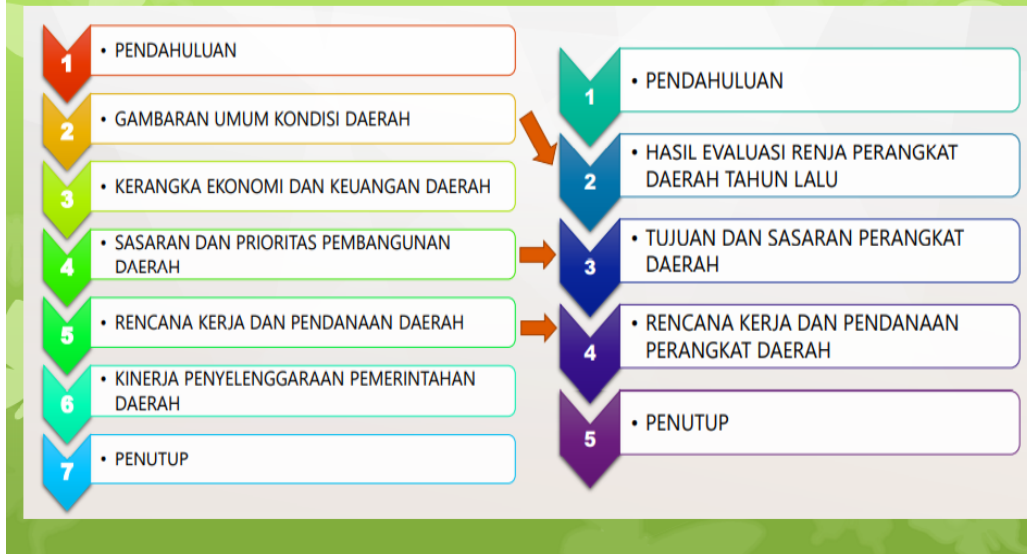 1
• PENDAHULUAN
2
• GAMBARAN UMUM KONDISI DAERAH
3
• KERANGKA EKONOMI DAN KEUANGAN DAERAH
4
• SASARAN DAN PRIORITAS PEMBANGUNAN
DAERAH
5
• RENCANA KERJA DAN PENDANAAN DAERAH
6
• KINERJA PENYELENGGARAAN PEMERINTAHAN
DAERAH
7
• PENUTUP
1
• PENDAHULUAN
2
• HASIL EVALUASI RENJA PERANGKAT
DAERAH TAHUN LALU
3
• TUJUAN DAN SASARAN PERANGKAT
DAERAH
4
• RENCANA KERJA DAN PENDANAAN
PERANGKAT DAERAH
5
• PENUTUP